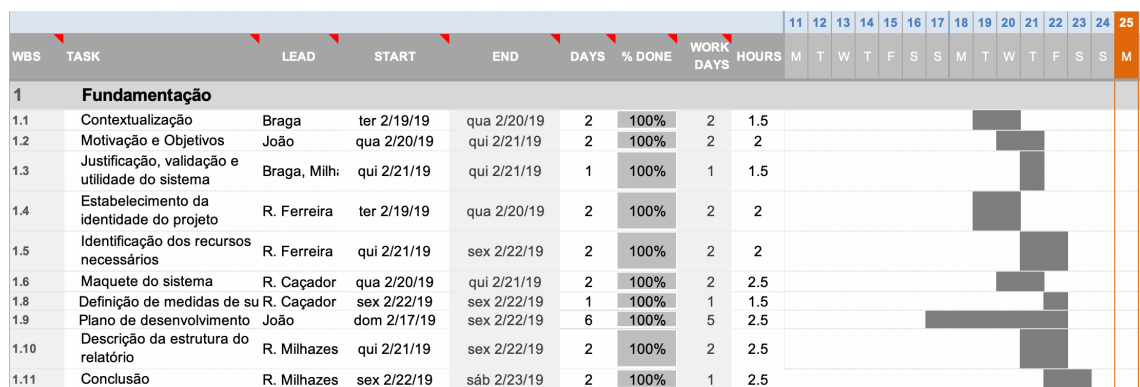 11 12 13 14 15 16 17 18 19 20 21 22 23 24 25
WBS TASK LEAD START END DAYS % DONE WORK DAYS HOURS M T W T F S S M T W T F S S M
1 Fundamentação
1.1 Contextualização Braga ter 2/19/19 qua 2/20/19 2 100% 2 1.5
1.2 Motivação e Objetivos João qua 2/20/19 qui 2/21/19 2 100% 2 2
1.3 Justificação, validação e utilidade do sistema Braga, Milh qui 2/21/19 qui 2/21/19 1 100% 1 1.5
1.4 Estabelecimento da identidade do projeto R. Ferreira ter 2/19/19 qua 2/20/19 2 100% 2 2
1.5 Identificação dos recursos necessários R. Ferreira qui 2/21/19 sex 2/22/19 2 100% 2 2
1.6 Maquete do sistema R. Caçador qua 2/20/19 qui 2/21/19 2 100% 2 2.5
1.8 Definição de medidas de su R. Caçador sex 2/22/19 sex 2/22/19 1 100% 1 1.5
1.9 Plano de desenvolvimento João dom 2/17/19 sex 2/22/19 6 100% 5 2.5
1.10 Descrição da estrutura do relatório R. Milhazes qui 2/21/19 sex 2/22/19 2 100% 2 2.5
1.11 Conclusão R. Milhazes sex 2/22/19 sáb 2/23/19 2 100% 1 2.5